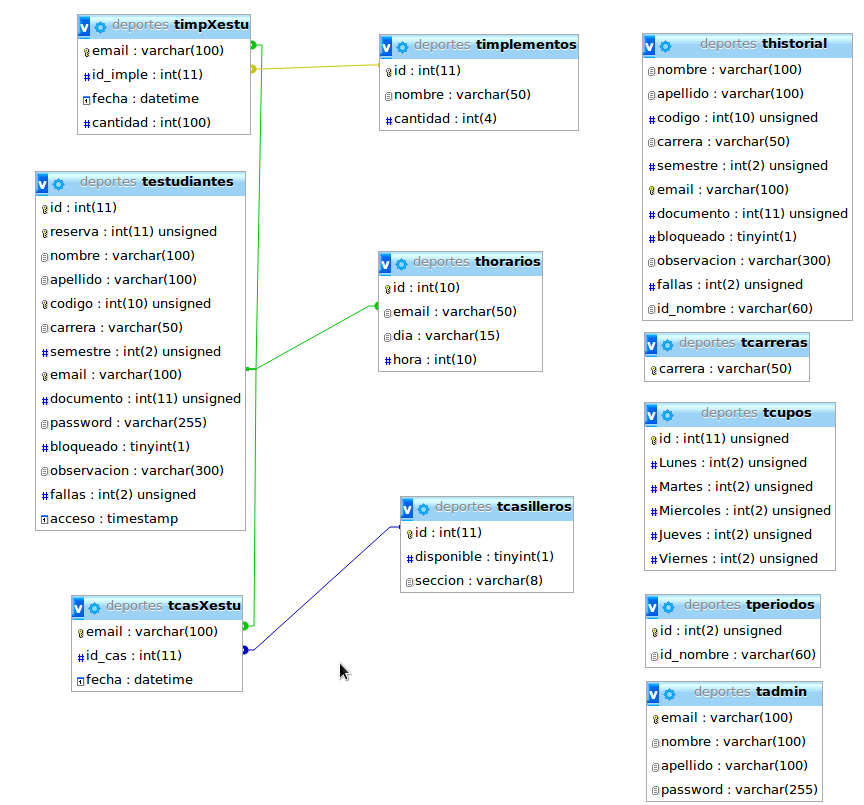 v deportes timpXestu
email : varchar(100)
# id_imple : int(11)
fecha : datetime
# cantidad : int(100)
v deportes testudiantes
id : int(11)
reserva : int(11) unsigned
nombre : varchar(100)
apellido : varchar(100)
codigo : int(10) unsigned
carrera : varchar(50)
# semestre : int(2) unsigned
email : varchar(100)
# documento : int(11) unsigned
password : varchar(255)
# bloqueado : tinyint(1)
observacion : varchar(300)
# fallas : int(2) unsigned
acceso : timestamp
v deportes tcasXestu
email : varchar(100)
# id_cas : int(11)
fecha : datetime
v deportes timplementos
id : int(11)
nombre : varchar(50)
# cantidad : int(4)
v deportes thorarios
id : int(10)
email : varchar(50)
dia : varchar(15)
# hora : int(10)
v deportes tcasilleros
id : int(11)
# disponible : tinyint(1)
seccion : varchar(8)
v deportes thistorial
nombre : varchar(100)
apellido : varchar(100)
# codigo : int(10) unsigned
carrera : varchar(50)
# semestre : int(2) unsigned
email : varchar(100)
# documento : int(11) unsigned
# bloqueado : tinyint(1)
observacion : varchar(300)
# fallas : int(2) unsigned
id_nombre : varchar(60)
v deportes tcarreras
carrera : varchar(50)
v deportes tcupos
id : int(11) unsigned
# Lunes : int(2) unsigned
# Martes : int(2) unsigned
# Miercoles : int(2) unsigned
# Jueves : int(2) unsigned
# Viernes : int(2) unsigned
v deportes tperiodos
id : int(2) unsigned
id_nombre : varchar(60)
v deportes tadmin
email : varchar(100)
nombre : varchar(100)
apellido : varchar(100)
password : varchar(255)